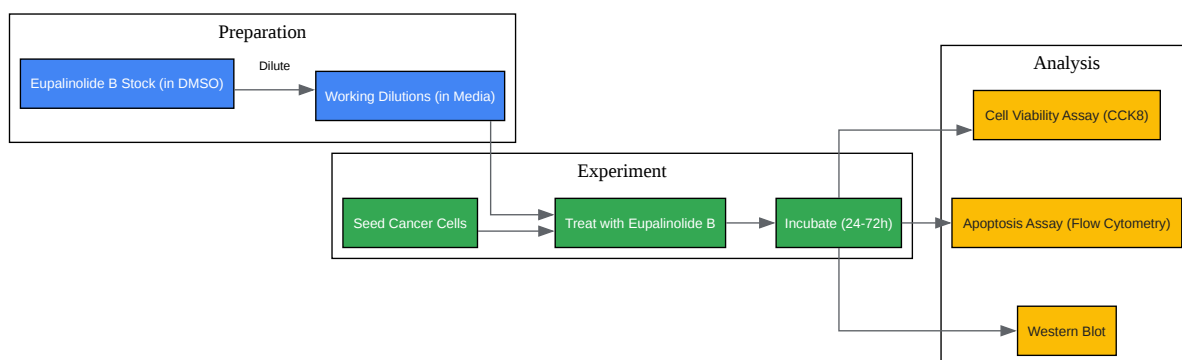 Preparation
Eupalinolide B Stock (in DMSO)
Dilute
Working Dilutions (in Media)
Experiment
Seed Cancer Cells
Treat with Eupalinolide B
Incubate (24-72h)
Analysis
Cell Viability Assay (CCK8)
Apoptosis Assay (Flow Cytometry)
Western Blot